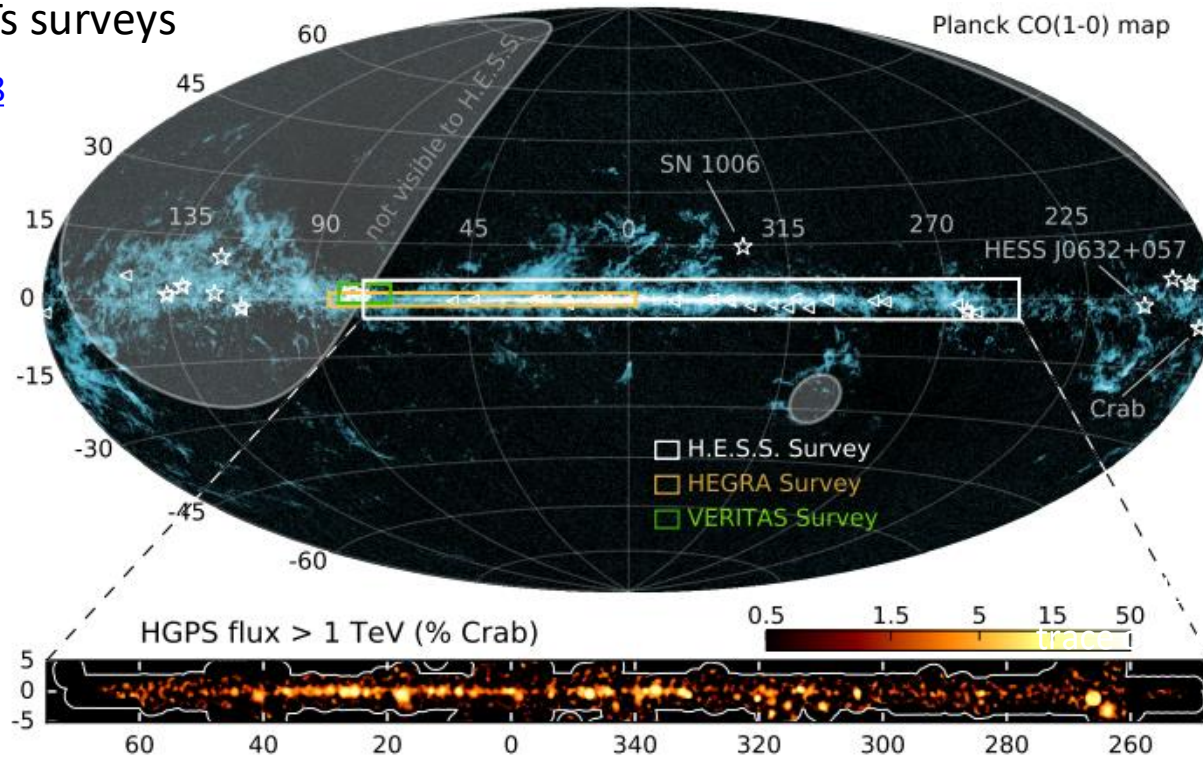 s surveys
Planck CO(1-0) map
60
45
30
15
0
-15
-30
-45
-60
not visible to H.E.S.S.
135
90
45
0
315
270
225
SN 1006
HESS J0632+057
Crab
H.E.S.S. Survey
HEGRA Survey
VERITAS Survey
HGPS flux > 1 TeV (% Crab)
0.5 1.5 5 15 50
trace
5
0
-5
60 40 20 0 340 320 300 280 260